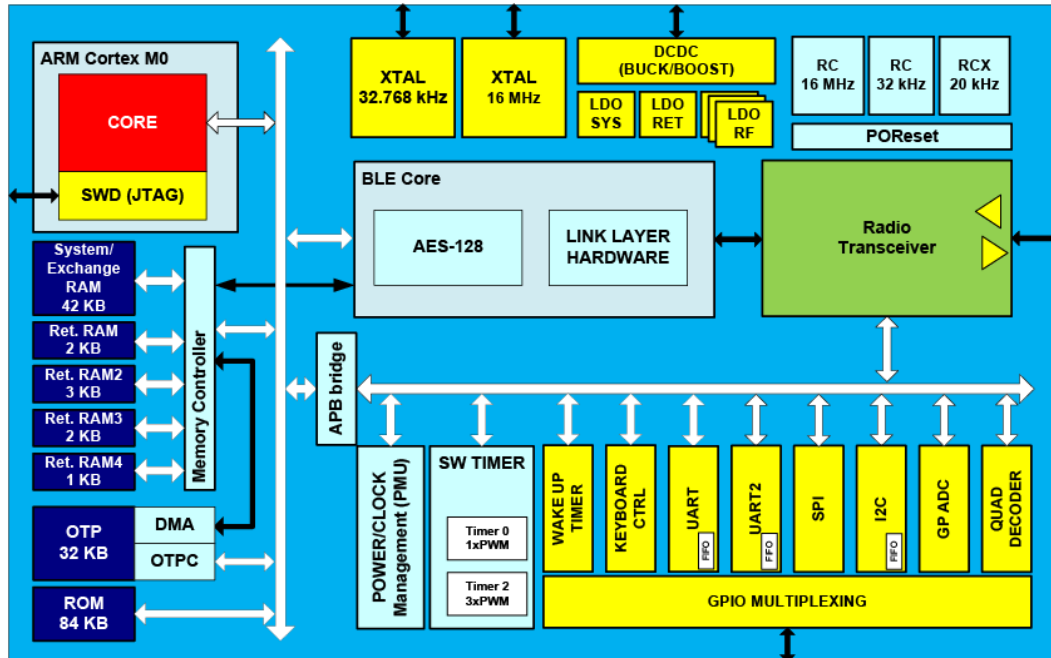 ARM Cortex M0
CORE
SWD (JTAG)
XTAL
32.768 kHz
XTAL
16 MHz
DCDC
(BUCK/BOOST)
LDO
SYS
LDO
RET
LDO
RF
RC
16 MHz
RC
32 kHz
RCX
20 kHz
POReset
BLE Core
AES-128
LINK LAYER
HARDWARE
Radio
Transceiver
System/
Exchange
RAM
42 KB
Ret. RAM
2 KB
Ret. RAM2
3 KB
Ret. RAM3
2 KB
Ret. RAM4
1 KB
Memory Controller
OTP
32 KB
DMA
OTPC
ROM
84 KB
APB bridge
POWER/CLOCK
Management (PMU)
SW TIMER
Timer 0
1xPWM
Timer 2
3xPWM
WAKE UP
TIMER
KEYBOARD
CTRL
UART
FIFO
UART2
FFO
SPI
I2C
FIFO
GP ADC
QUAD
DECODER
GPIO MULTIPLEXING